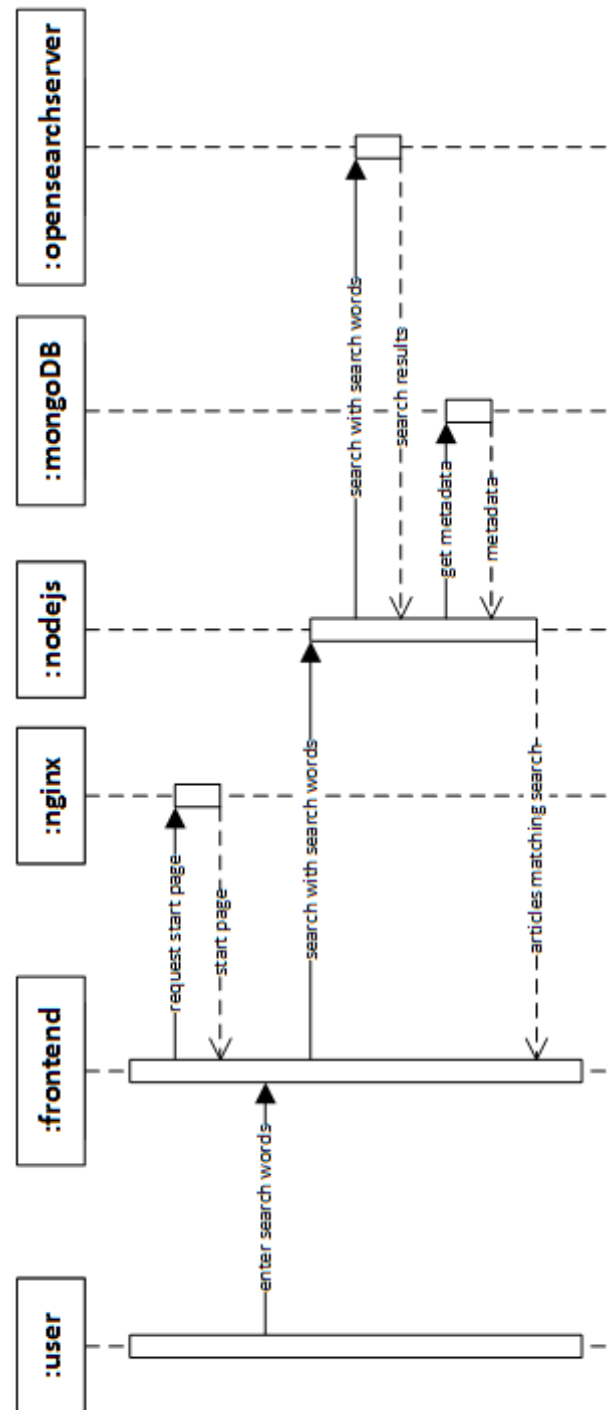 :user
:frontend
:nginx
:nodejs
:mongoDB
:opensearchserver
request start page
start page
enter search words
search with search words
search with search words
search results
get metadata
metadata
articles matching search